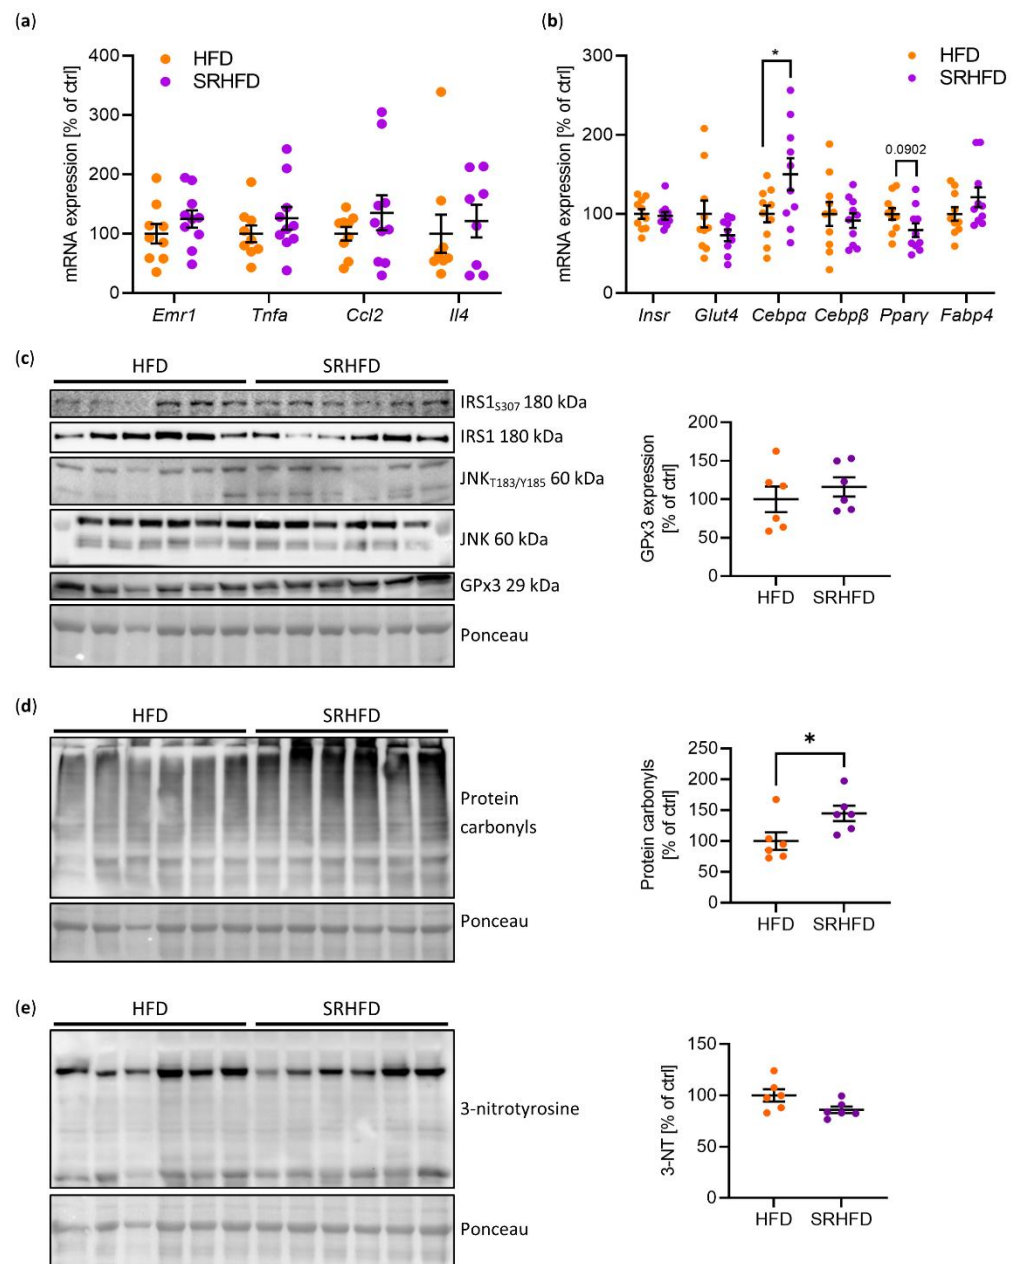 (a)
mRNA expression [% of ctrl]
400
300
200
100
0
HFD
SRHFD
Emr1 Tnfa Ccl2 Il4
(b)
mRNA expression [% of ctrl]
300
200
100
0
HFD
SRHFD
*
0.0902
Insr Glut4 Cebpα Cebpβ Pparγ Fabp4
(c)
HFD SRHFD
IRS1S307 180 kDa
IRS1 180 kDa
JNKT183/Y185 60 kDa
JNK 60 kDa
GPx3 29 kDa
Ponceau
GPx3 expression
[% of ctrl]
200
150
100
50
0
HFD SRHFD
(d)
HFD SRHFD
Protein
carbonyls
Ponceau
Protein carbonyls
[% of ctrl]
250
200
150
100
50
0
*
HFD SRHFD
(e)
HFD SRHFD
3-nitrotyrosine
Ponceau
3-NT [% of ctrl]
150
100
50
0
HFD SRHFD